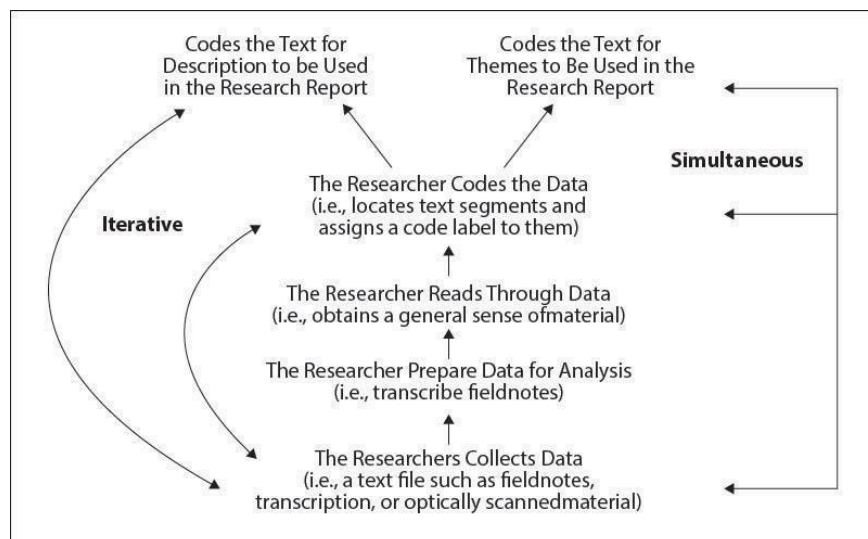 Codes the Text for
Description to be Used
in the Research Report
Codes the Text for
Themes to Be Used in the
Research Report
Simultaneous
The Researcher Codes the Data
(i.e., locates text segments and
assigns a code label to them)
Iterative
The Researcher Reads Through Data
(i.e., obtains a general sense ofmaterial)
The Researcher Prepare Data for Analysis
(i.e., transcribe fieldnotes)
The Researchers Collects Data
(i.e., a text file such as fieldnotes,
transcription, or optically scannedmaterial)